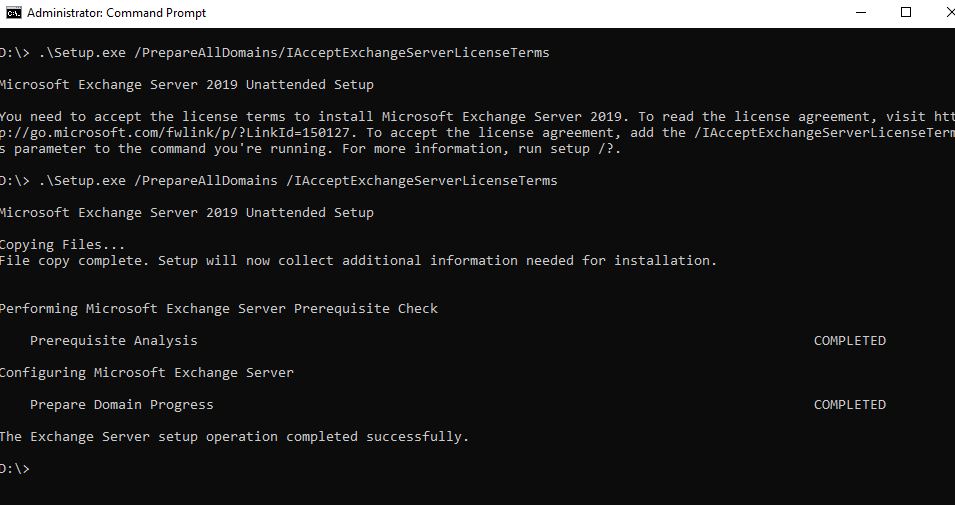 Administrator: Command Prompt
D:\> .\Setup.exe /PrepareAllDomains/IAcceptExchangeServerLicenseTerms
Microsoft Exchange Server 2019 Unattended Setup
You need to accept the license terms to install Microsoft Exchange Server 2019. To read the license agreement, visit htt
p://go.microsoft.com/fwlink/p/?LinkId=150127. To accept the license agreement, add the /IAcceptExchangeServerLicenseTerm
s parameter to the command you're running. For more information, run setup /?.
D:\> .\Setup.exe /PrepareAllDomains /IAcceptExchangeServerLicenseTerms
Microsoft Exchange Server 2019 Unattended Setup
Copying Files...
File copy complete. Setup will now collect additional information needed for installation.
Performing Microsoft Exchange Server Prerequisite Check
Prerequisite Analysis COMPLETED
Configuring Microsoft Exchange Server
Prepare Domain Progress COMPLETED
The Exchange Server setup operation completed successfully.
D:\>